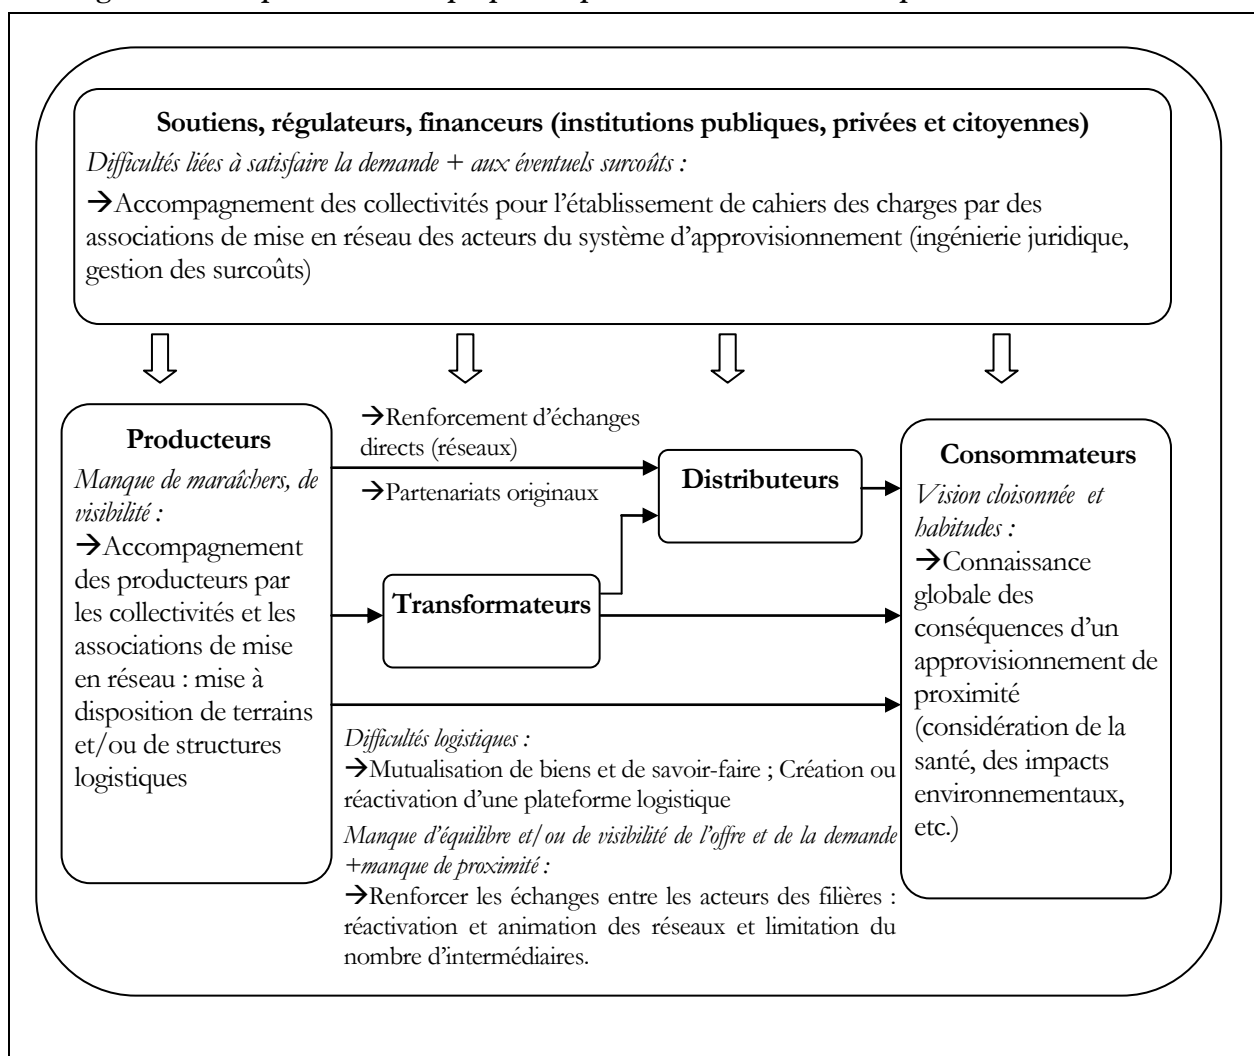 Soutiens, régulateurs, financeurs (institutions publiques, privées et citoyennes)
Difficultés liées à satisfaire la demande + aux éventuels surcoûts :
→Accompagnement des collectivités pour l'établissement de cahiers des charges par des
associations de mise en réseau des acteurs du système d'approvisionnement (ingénierie juridique,
gestion des surcoûts)
Producteurs
Manque de maraîchers, de
visibilité :
→Accompagnement
des producteurs par
les collectivités et les
associations de mise
en réseau : mise à
disposition de terrains
et/ou de structures
logistiques
→Renforcement d'échanges
directs (réseaux)
→Partenariats originaux
Transformateurs
Distributeurs
Difficultés logistiques :
→Mutualisation de biens et de savoir-faire ; Création ou
réactivation d'une plateforme logistique
Manque d'équilibre et/ou de visibilité de l'offre et de la demande
+manque de proximité :
→Renforcer les échanges entre les acteurs des filières :
réactivation et animation des réseaux et limitation du
nombre d'intermédiaires.
Consommateurs
Vision cloisonnée et
habitudes :
→Connaissance
globale des
conséquences d'un
approvisionnement de
proximité
(considération de la
santé, des impacts
environnementaux,
etc.)